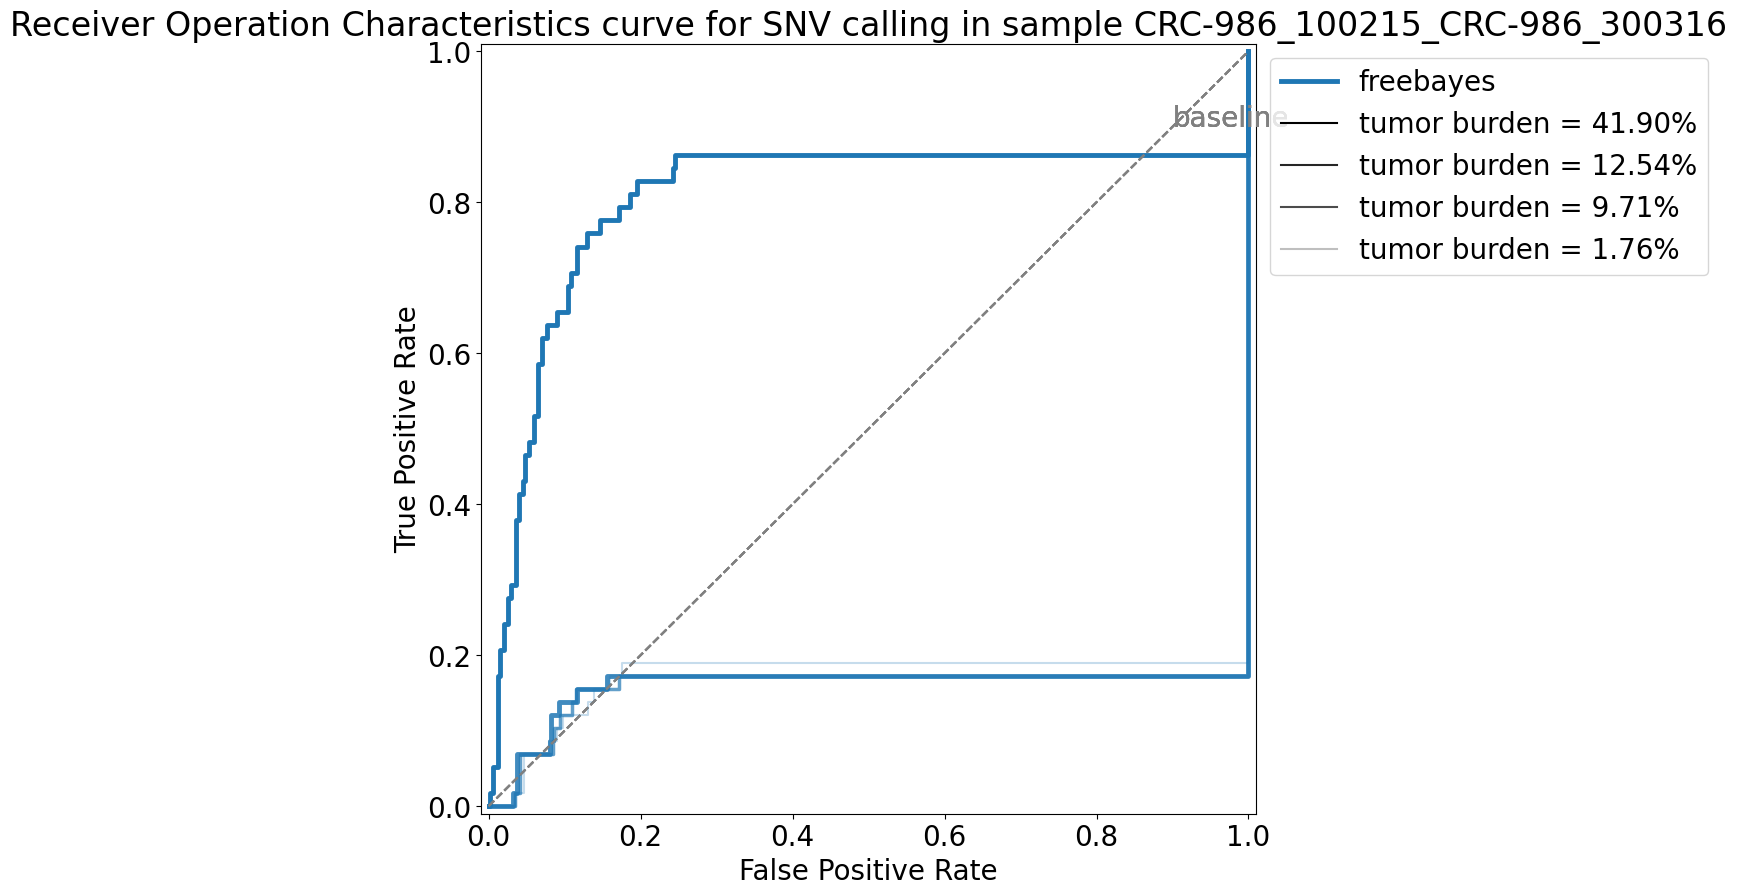 Receiver Operation Characteristics curve for SNV calling in sample CRC-986_100215_CRC-986_300316
1.0
0.8
0.6
0.4
0.2
0.0
True Positive Rate
baseline
freebayes
tumor burden = 41.90%
tumor burden = 12.54%
tumor burden = 9.71%
tumor burden = 1.76%
0.0 0.2 0.4 0.6 0.8 1.0
False Positive Rate